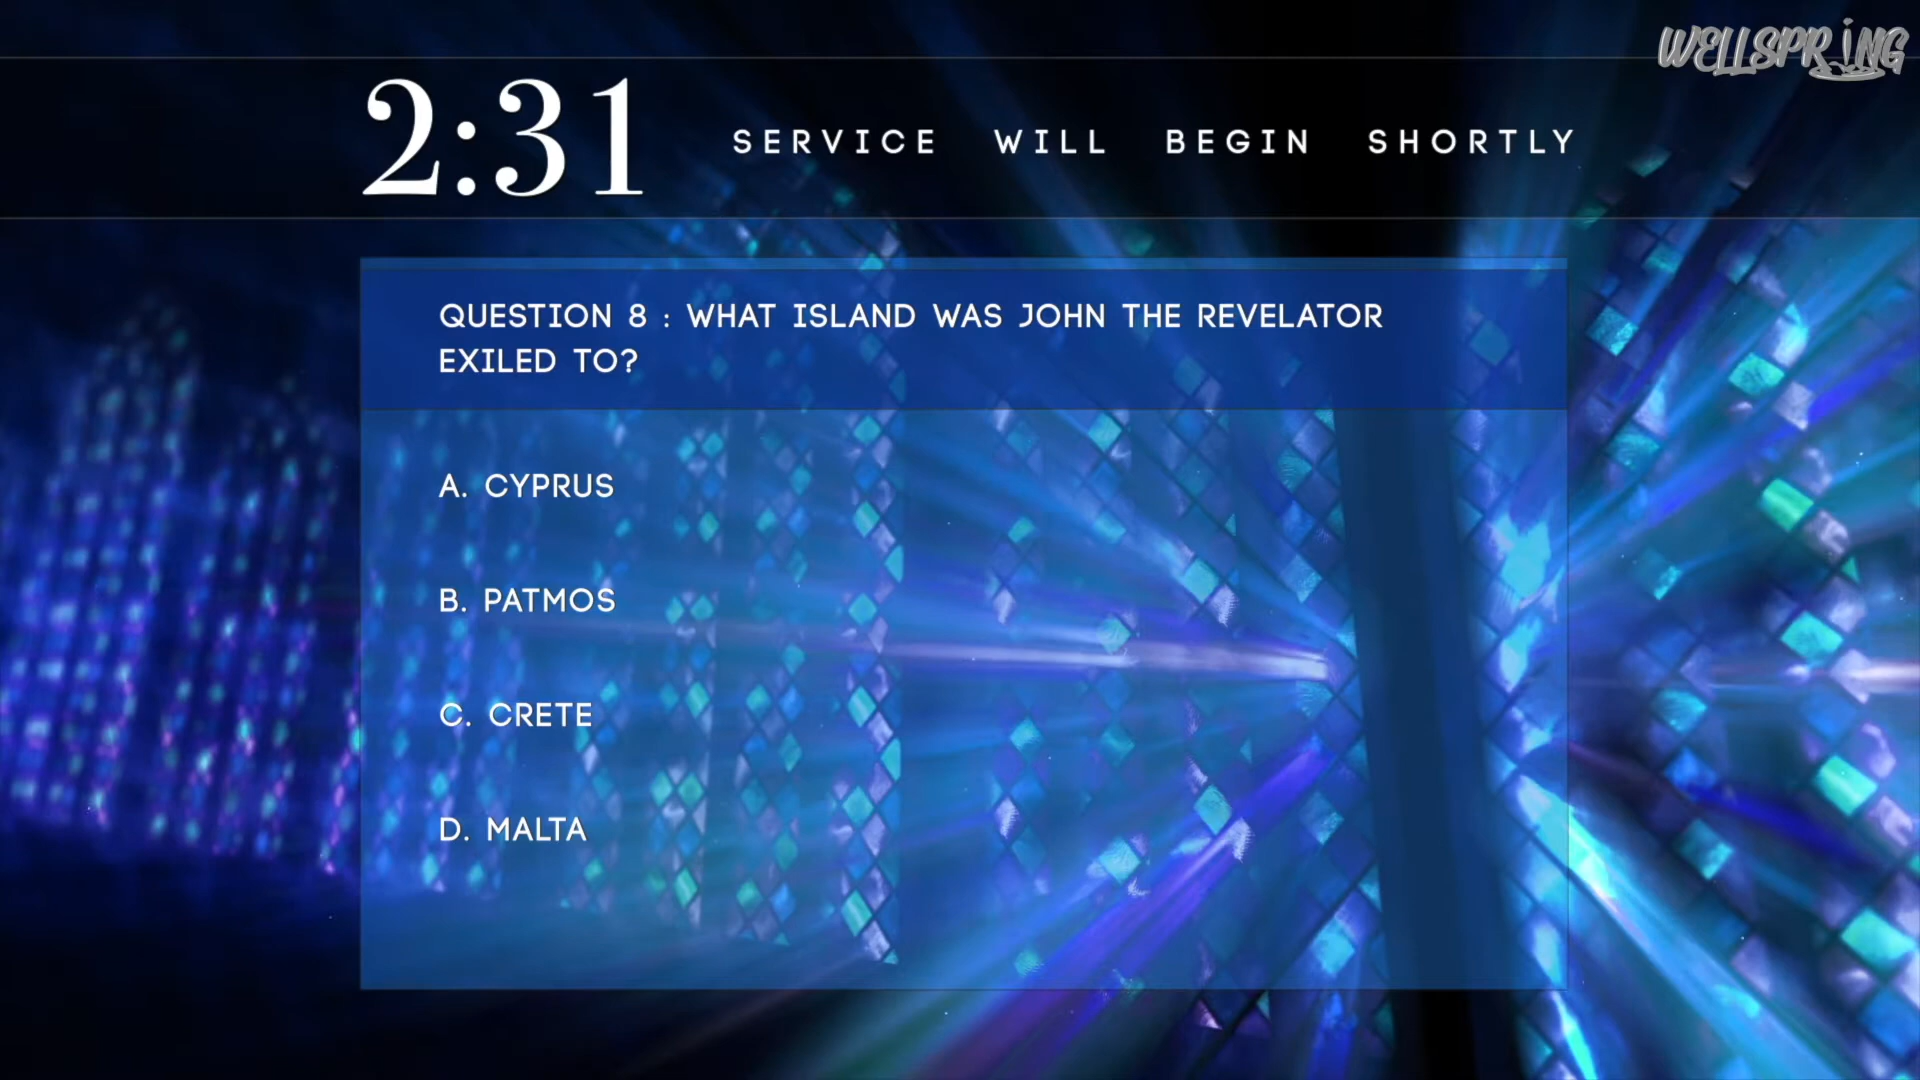 WELLSPRING
2:31 SERVICE WILL BEGIN SHORTLY
QUESTION 8 : WHAT ISLAND WAS JOHN THE REVELATOR
EXILED TO?
A. CYPRUS
B. PATMOS
C. CRETE
D. MALTA